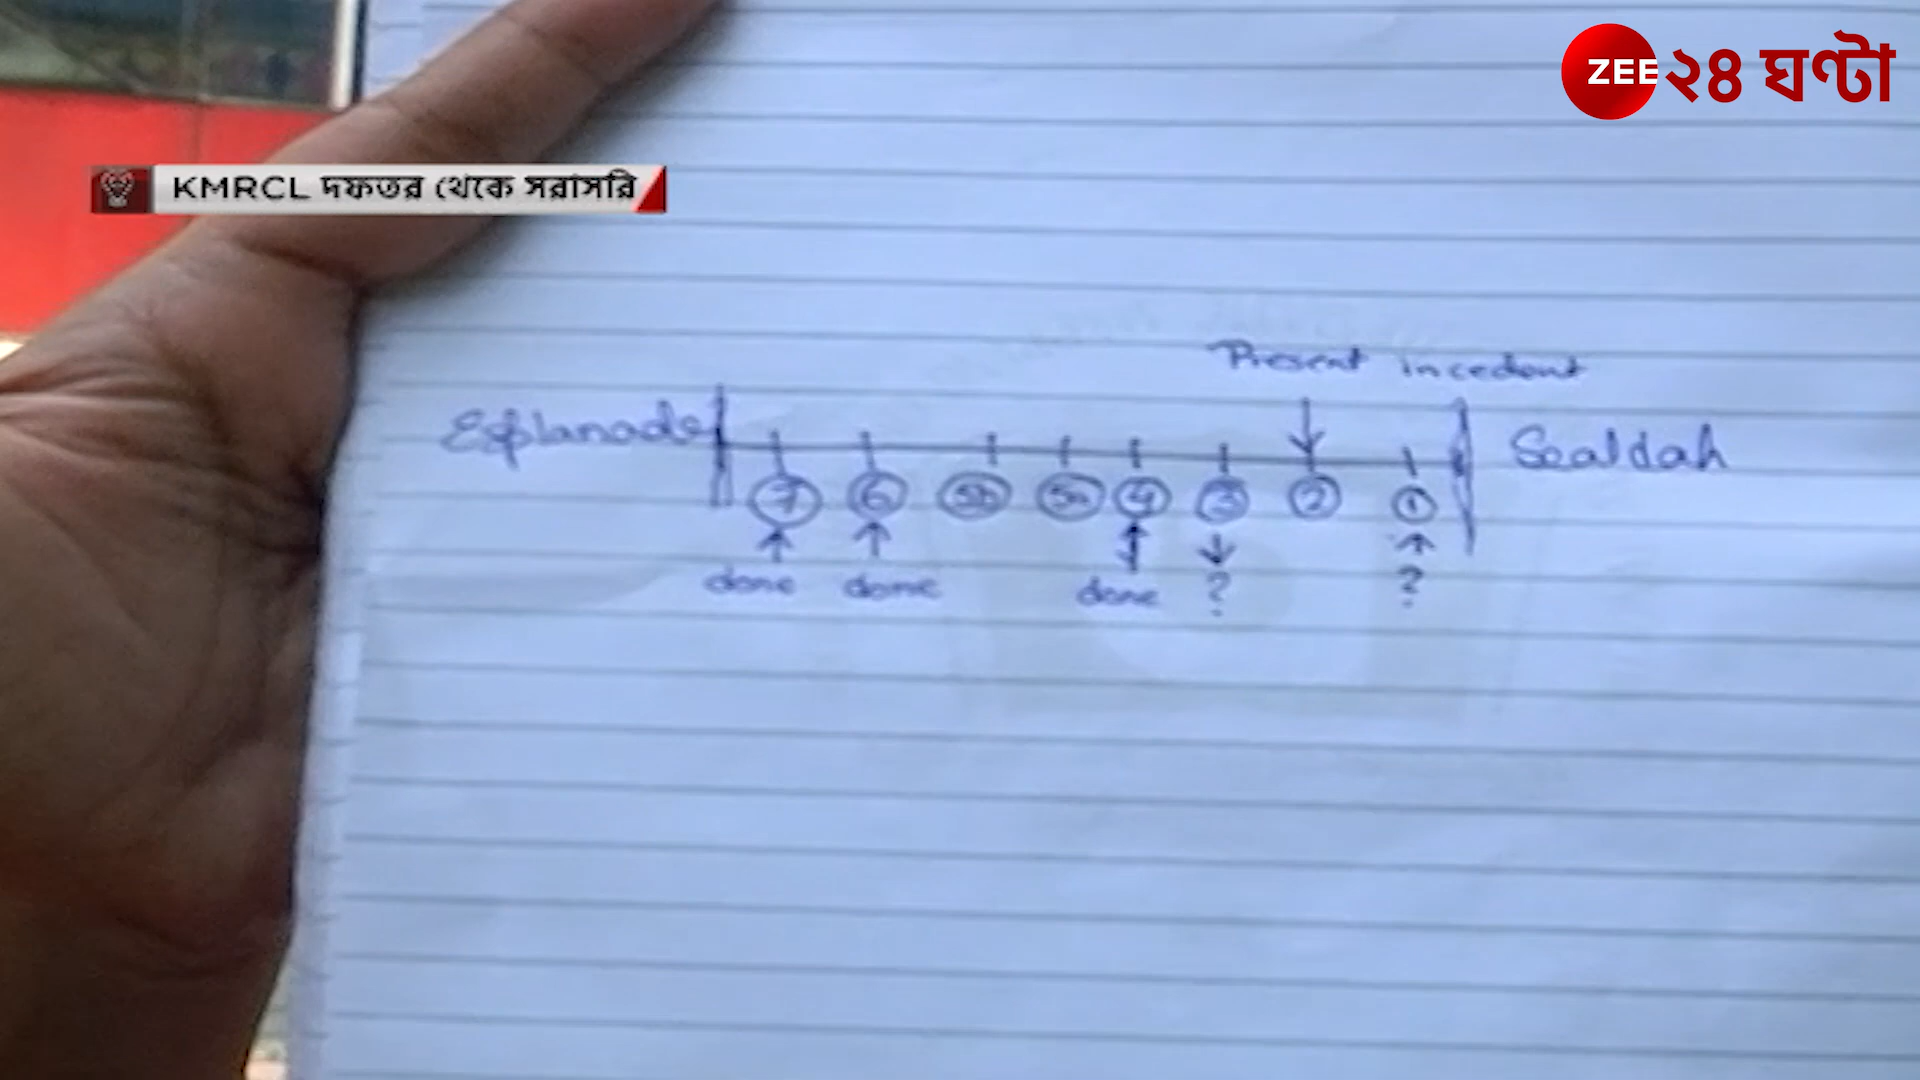 ZEE ২৪ ঘণ্টা
KMRCL দফতর থেকে সরাসরি
Present incedent
Esplanade Sealdah
7 6 5b 5a 4 3 2 1
done done done ? ?